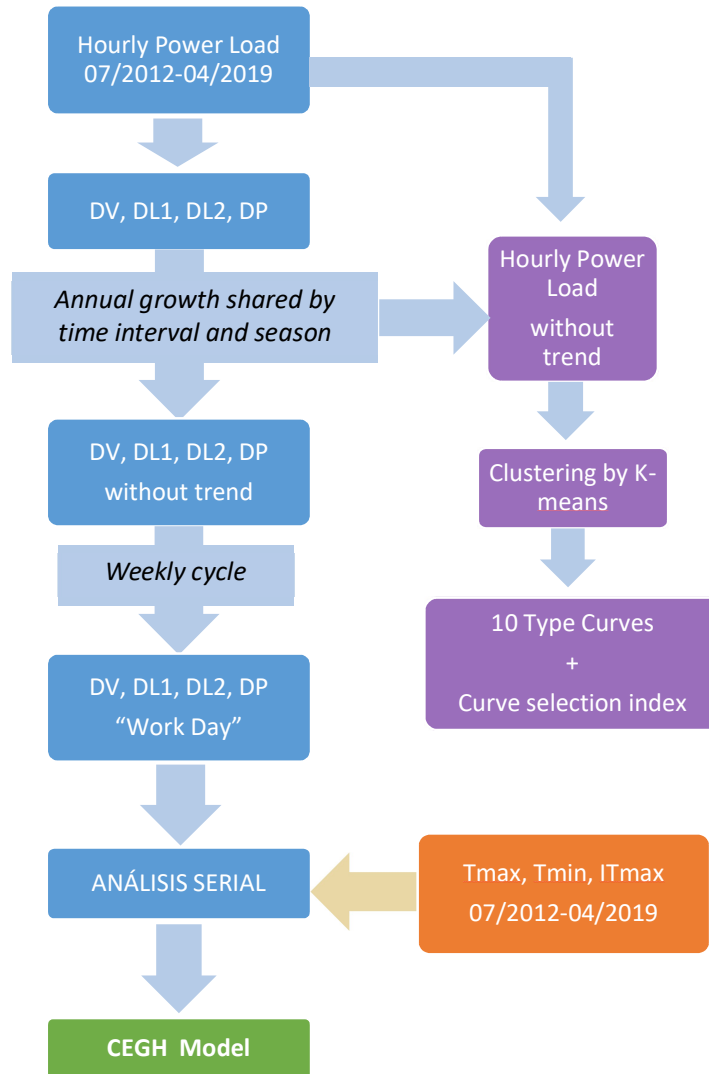 Hourly Power Load
07/2012-04/2019
DV, DL1, DL2, DP
Annual growth shared by
time interval and season
Hourly Power
Load
without
trend
DV, DL1, DL2, DP
without trend
Clustering by K-
means
Weekly cycle
10 Type Curves
+
Curve selection index
DV, DL1, DL2, DP
“Work Day”
ANÁLISIS SERIAL
Tmax, Tmin, ITmax
07/2012-04/2019
CEGH Model